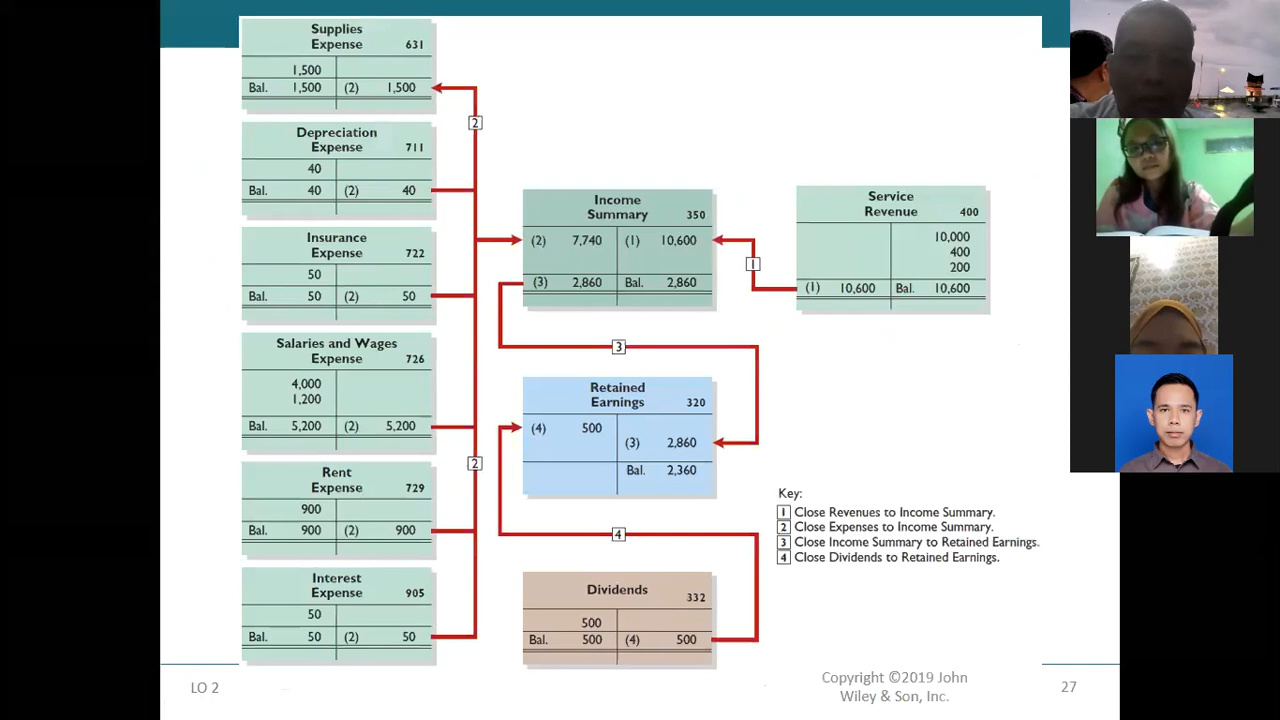 Supplies
Expense 631
1,500
Bal. 1,500 (2) 1,500
Depreciation
Expense 711
40
Bal. 40 (2) 40
Insurance
Expense 722
50
Bal. 50 (2) 50
Salaries and Wages
Expense 726
4,000
1,200
Bal. 5,200 (2) 5,200
Rent
Expense 729
900
Bal. 900 (2) 900
Interest
Expense 905
50
Bal. 50 (2) 50
2
2
Income
Summary 350
(2) 7,740 (1) 10,600
(3) 2,860 Bal. 2,860
1
Service
Revenue 400
10,000
400
200
(1) 10,600 Bal. 10,600
3
Retained
Earnings 320
(4) 500
(3) 2,860
Bal. 2,360
4
Dividends 332
500
Bal. 500 (4) 500
Key:
1 Close Revenues to Income Summary.
2 Close Expenses to Income Summary.
3 Close Income Summary to Retained Earnings.
4 Close Dividends to Retained Earnings.
LO 2
Copyright ©2019 John
Wiley & Son, Inc.
27